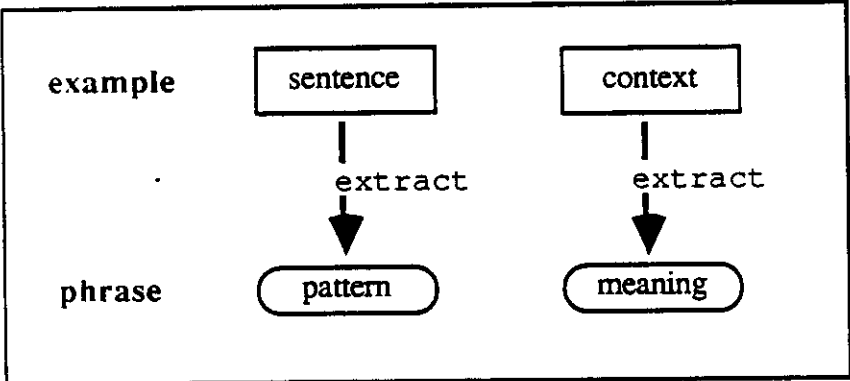 example sentence context
extract extract
phrase pattern meaning